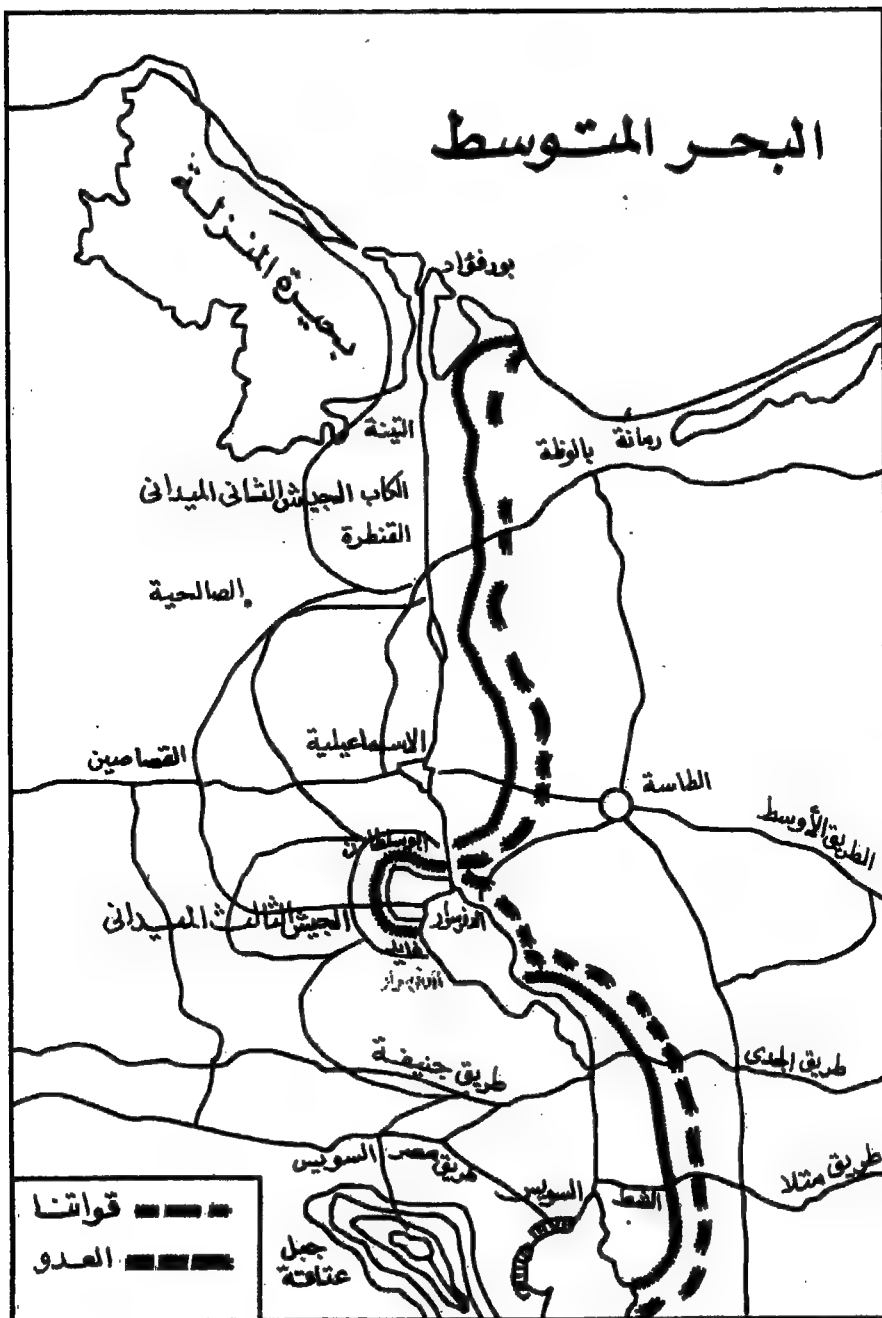 البحر المتوسط
بحيرة المنزلة
بورفؤاد
رمانة
بالوظة
التينة
الكاب
الجيش الثانى الميدانى
القنطرة
الصالحية
الاسماعيلية
القصاصين
الطاسة
الطريق الأوسط
ابوسلطان
الجيش الثالث الميدانى
الدفرسوار
فايد
طريق جنيفة
طريق الجدى
طريق مصر السويس
السويس
الشط
طريق متلا
جبل
عتاقة
قواتنا
العدو